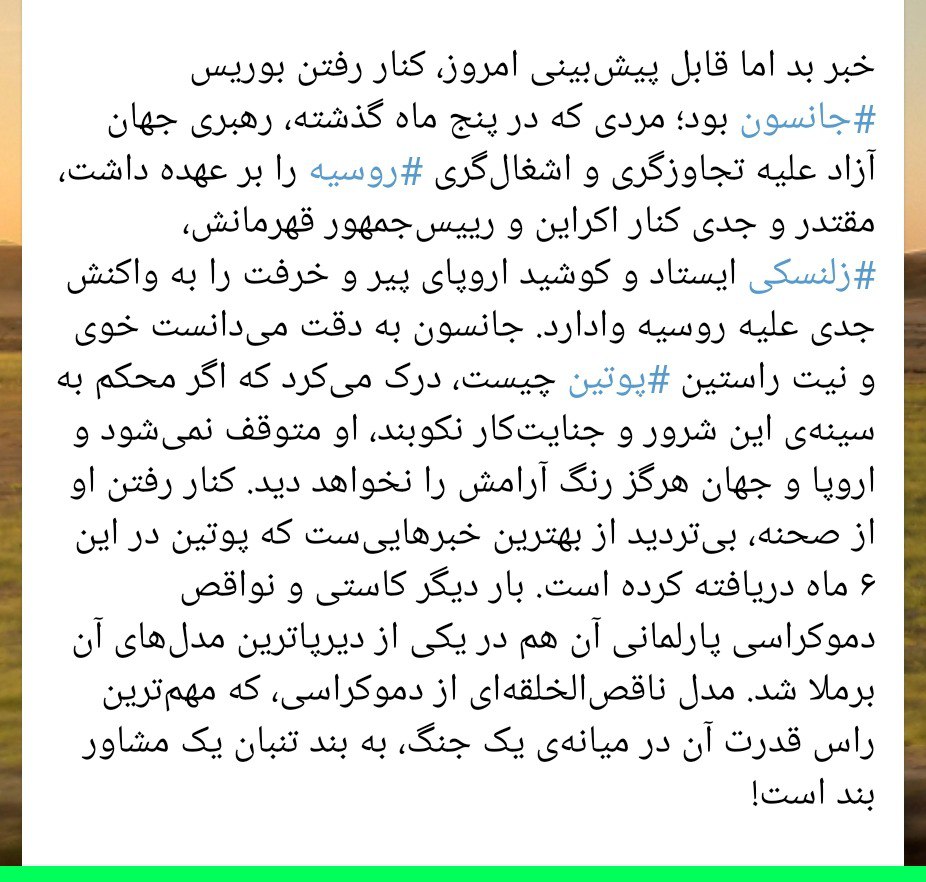 خبر بد اما قابل پیش‌بینی امروز، کنار رفتن بوریس
#جانسون بود؛ مردی که در پنج ماه گذشته، رهبری جهان
آزاد علیه تجاوزگری و اشغال‌گری #روسیه را بر عهده داشت،
مقتدر و جدی کنار اکراین و رییس‌جمهور قهرمانش،
#زلنسکی ایستاد و کوشید اروپای پیر و خرفت را به واکنش
جدی علیه روسیه وادارد. جانسون به دقت می‌دانست خوی
و نیت راستین #پوتین چیست، درک می‌کرد که اگر محکم به
سینه‌ی این شرور و جنایت‌کار نکوبند، او متوقف نمی‌شود و
اروپا و جهان هرگز رنگ آرامش را نخواهد دید. کنار رفتن او
از صحنه، بی‌تردید از بهترین خبرهایی‌ست که پوتین در این
۶ ماه دریافته کرده است. بار دیگر کاستی و نواقص
دموکراسی پارلمانی آن هم در یکی از دیرپاترین مدل‌های آن
برملا شد. مدل ناقص‌الخلقه‌ای از دموکراسی، که مهم‌ترین
راس قدرت آن در میانه‌ی یک جنگ، به بند تنبان یک مشاور
بند است!